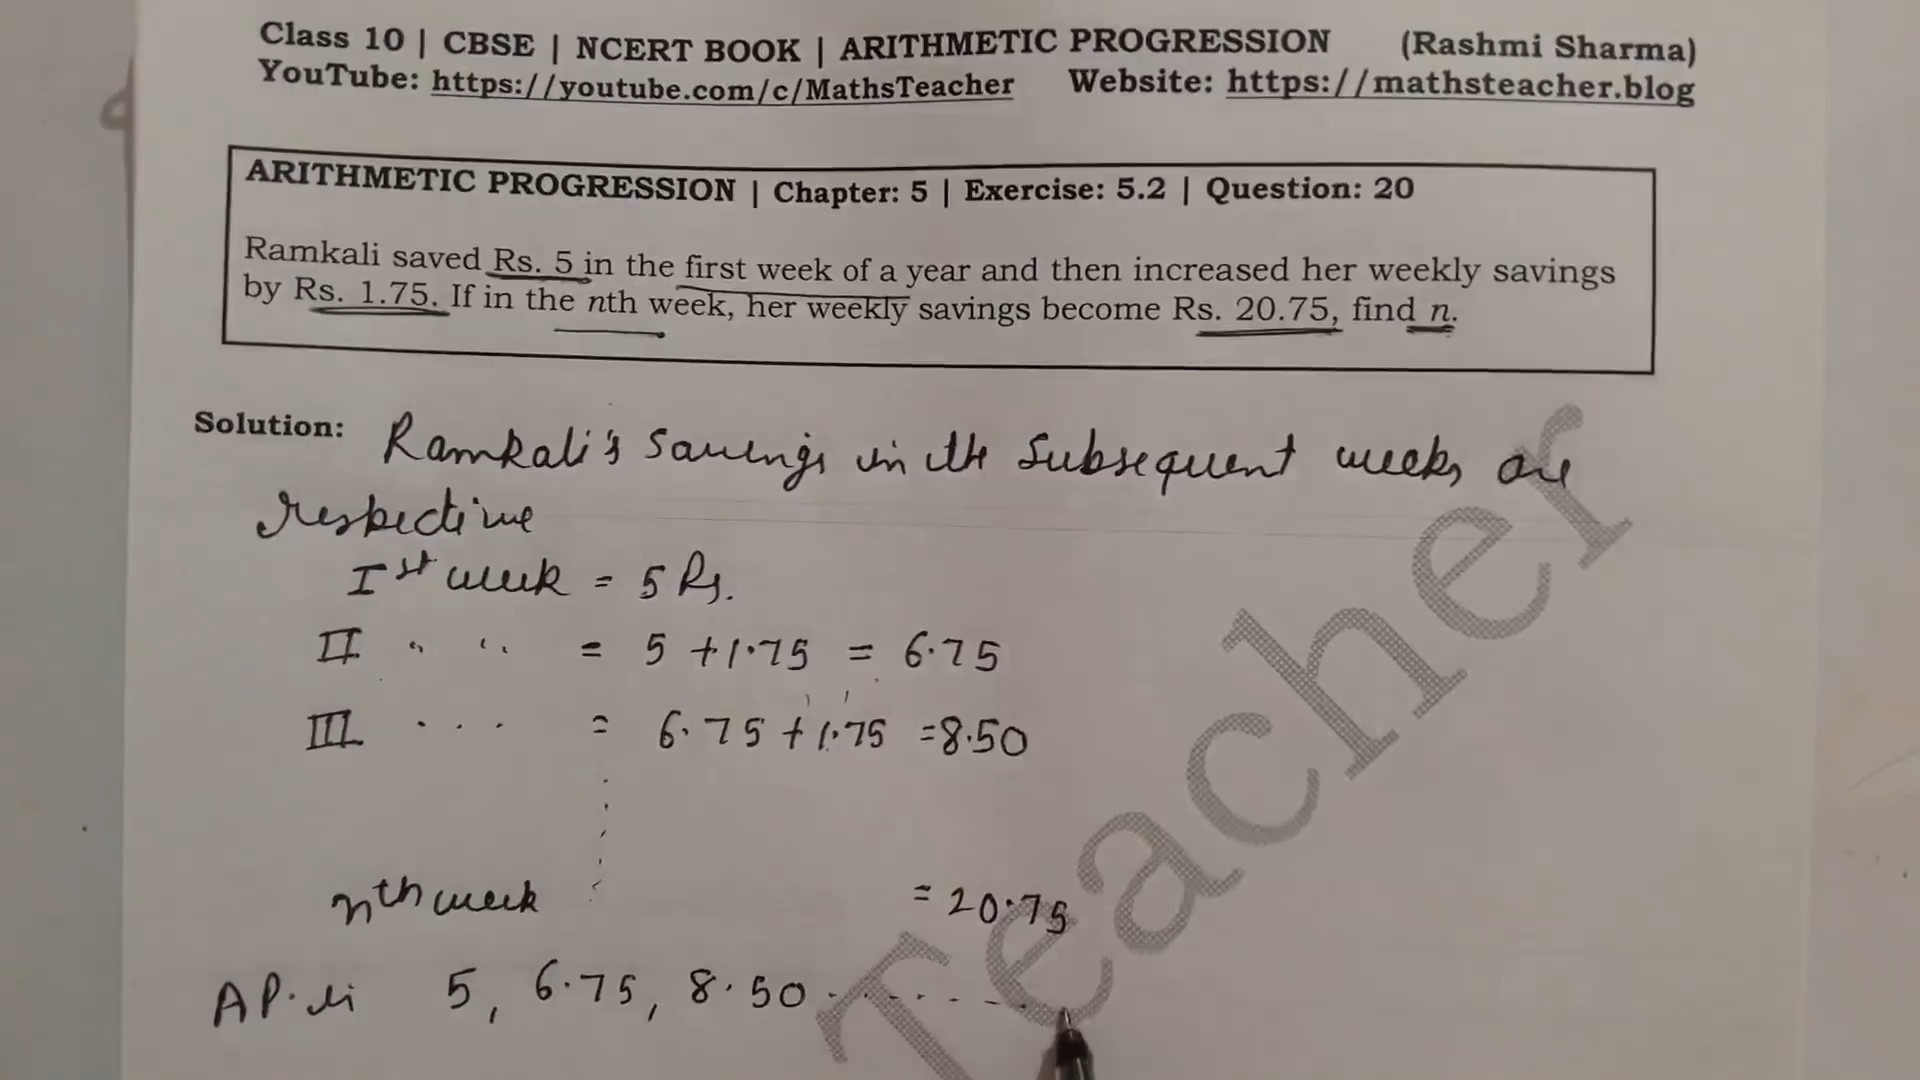 Class 10 | CBSE | NCERT BOOK | ARITHMETIC PROGRESSION (Rashmi Sharma)
YouTube: https://youtube.com/c/MathsTeacher Website: https://mathsteacher.blog
ARITHMETIC PROGRESSION | Chapter: 5 | Exercise: 5.2 | Question: 20
Ramkali saved Rs. 5 in the first week of a year and then increased her weekly savings
by Rs. 1.75. If in the nth week, her weekly savings become Rs. 20.75, find n.
Solution: Ramkali's Savings in the Subsequent weeks are
respective
Ist week = 5 Rs.
II " " = 5 + 1.75 = 6.75
III . . . = 6.75 + 1.75 = 8.50
nth week = 20.75
AP. is 5, 6.75, 8.50 . . . . . .
Teacher